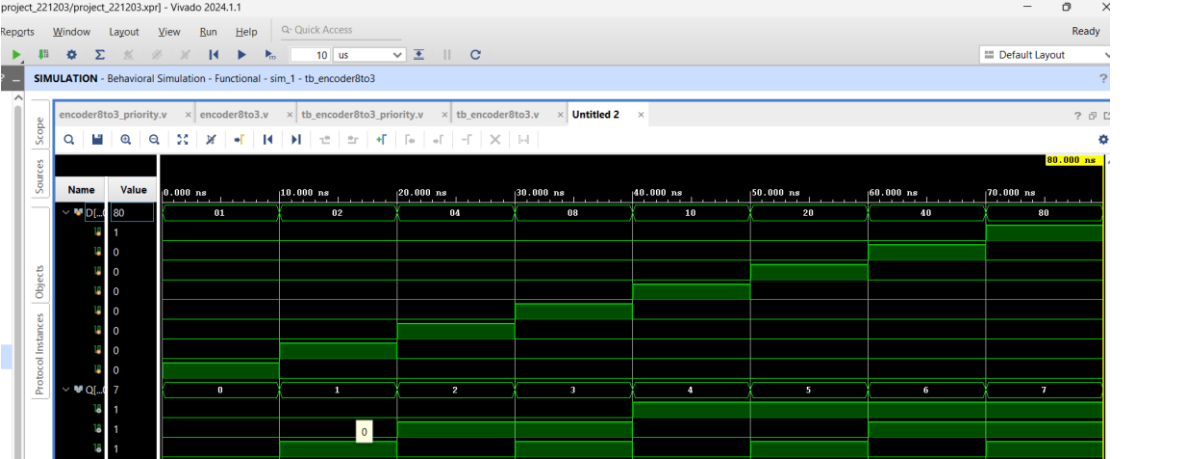 project_221203/project_221203.xpr] - Vivado 2024.1.1
Reports Window Layout View Run Help Q- Quick Access Ready
10 us Default Layout
SIMULATION - Behavioral Simulation - Functional - sim_1 - tb_encoder8to3 ?
encoder8to3_priority.v × encoder8to3.v × tb_encoder8to3_priority.v × tb_encoder8to3.v × Untitled 2 × ?
Scope
Sources
Objects
Protocol Instances
80.000 ns
Name Value 0.000 ns 10.000 ns 20.000 ns 30.000 ns 40.000 ns 50.000 ns 60.000 ns 70.000 ns
D[... 80 01 02 04 08 10 20 40 80
1
0
0
0
0
0
0
0
Q[... 7 0 1 2 3 4 5 6 7
1
1 0
1